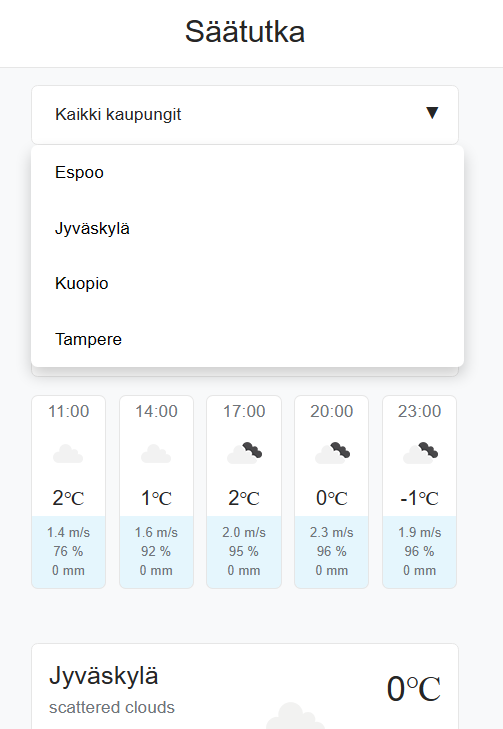 Säätutka
Kaikki kaupungit ▼
Espoo
Jyväskylä
Kuopio
Tampere
11:00 14:00 17:00 20:00 23:00
2°C 1°C 2°C 0°C -1°C
1.4 m/s 1.6 m/s 2.0 m/s 2.3 m/s 1.9 m/s
76 % 92 % 95 % 96 % 96 %
0 mm 0 mm 0 mm 0 mm 0 mm
Jyväskylä 0°C
scattered clouds